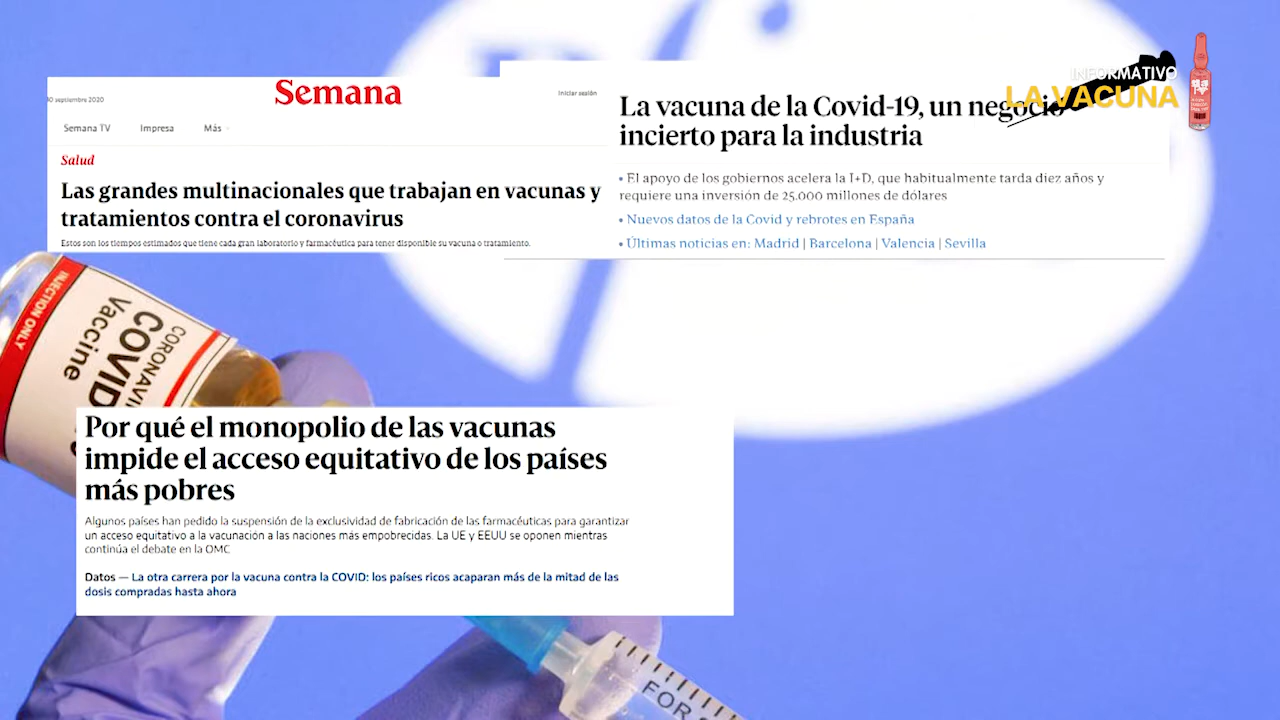 INFORMATIVO
LA VACUNA
10 septiembre 2020
Semana
Iniciar sesión
Semana TV Impresa Más
Salud
Las grandes multinacionales que trabajan en vacunas y
tratamientos contra el coronavirus
Estos son los tiempos estimados que tiene cada gran laboratorio y farmacéutica para tener disponible su vacuna o tratamiento.
La vacuna de la Covid-19, un negocio
incierto para la industria
• El apoyo de los gobiernos acelera la I+D, que habitualmente tarda diez años y
requiere una inversión de 25.000 millones de dólares
• Nuevos datos de la Covid y rebrotes en España
• Últimas noticias en: Madrid | Barcelona | Valencia | Sevilla
INJECTION ONLY
COVID
Vaccine
Por qué el monopolio de las vacunas
impide el acceso equitativo de los países
más pobres
Algunos países han pedido la suspensión de la exclusividad de fabricación de las farmacéuticas para garantizar
un acceso equitativo a la vacunación a las naciones más empobrecidas. La UE y EEUU se oponen mientras
continúa el debate en la OMC
Datos — La otra carrera por la vacuna contra la COVID: los países ricos acaparan más de la mitad de las
dosis compradas hasta ahora
FOR